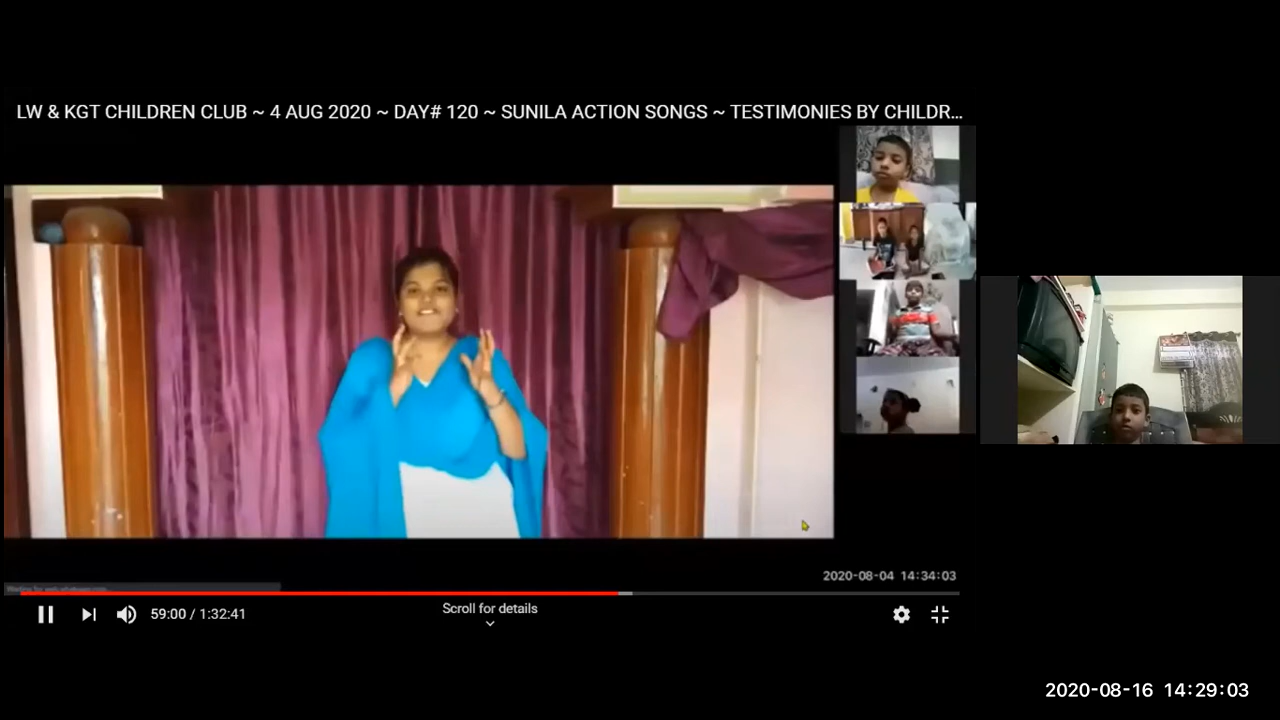 LW & KGT CHILDREN CLUB ~ 4 AUG 2020 ~ DAY# 120 ~ SUNILA ACTION SONGS ~ TESTIMONIES BY CHILDR...
2020-08-04 14:34:03
59:00 / 1:32:41
Scroll for details
2020-08-16 14:29:03